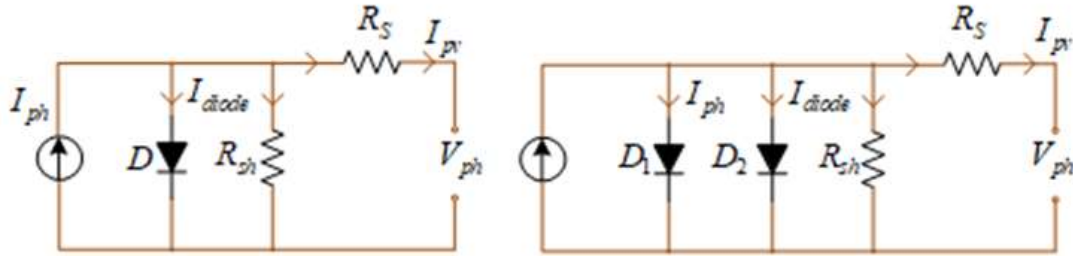 R_S
I_pv
I_ph
I_diode
D
R_sh
V_ph
R_S
I_pv
I_ph
I_diode
D_1
D_2
R_sh
V_ph